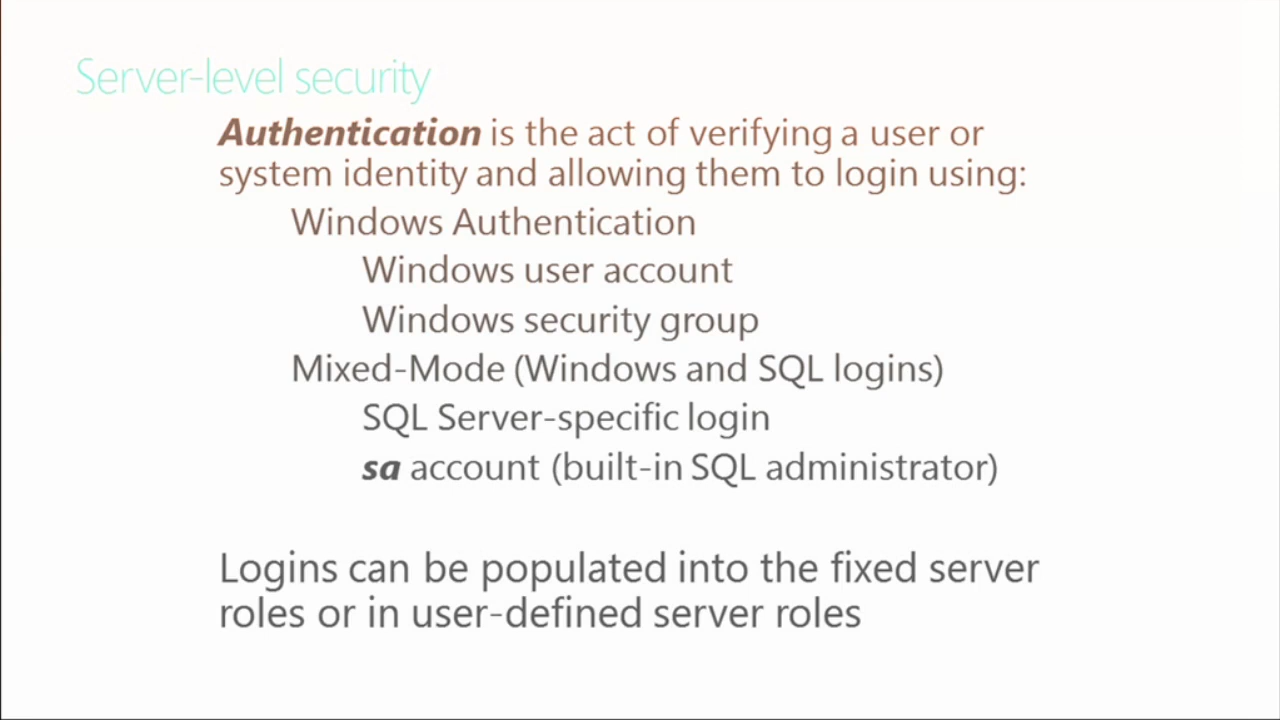 Server-level security
Authentication is the act of verifying a user or
system identity and allowing them to login using:
Windows Authentication
Windows user account
Windows security group
Mixed-Mode (Windows and SQL logins)
SQL Server-specific login
sa account (built-in SQL administrator)
Logins can be populated into the fixed server
roles or in user-defined server roles